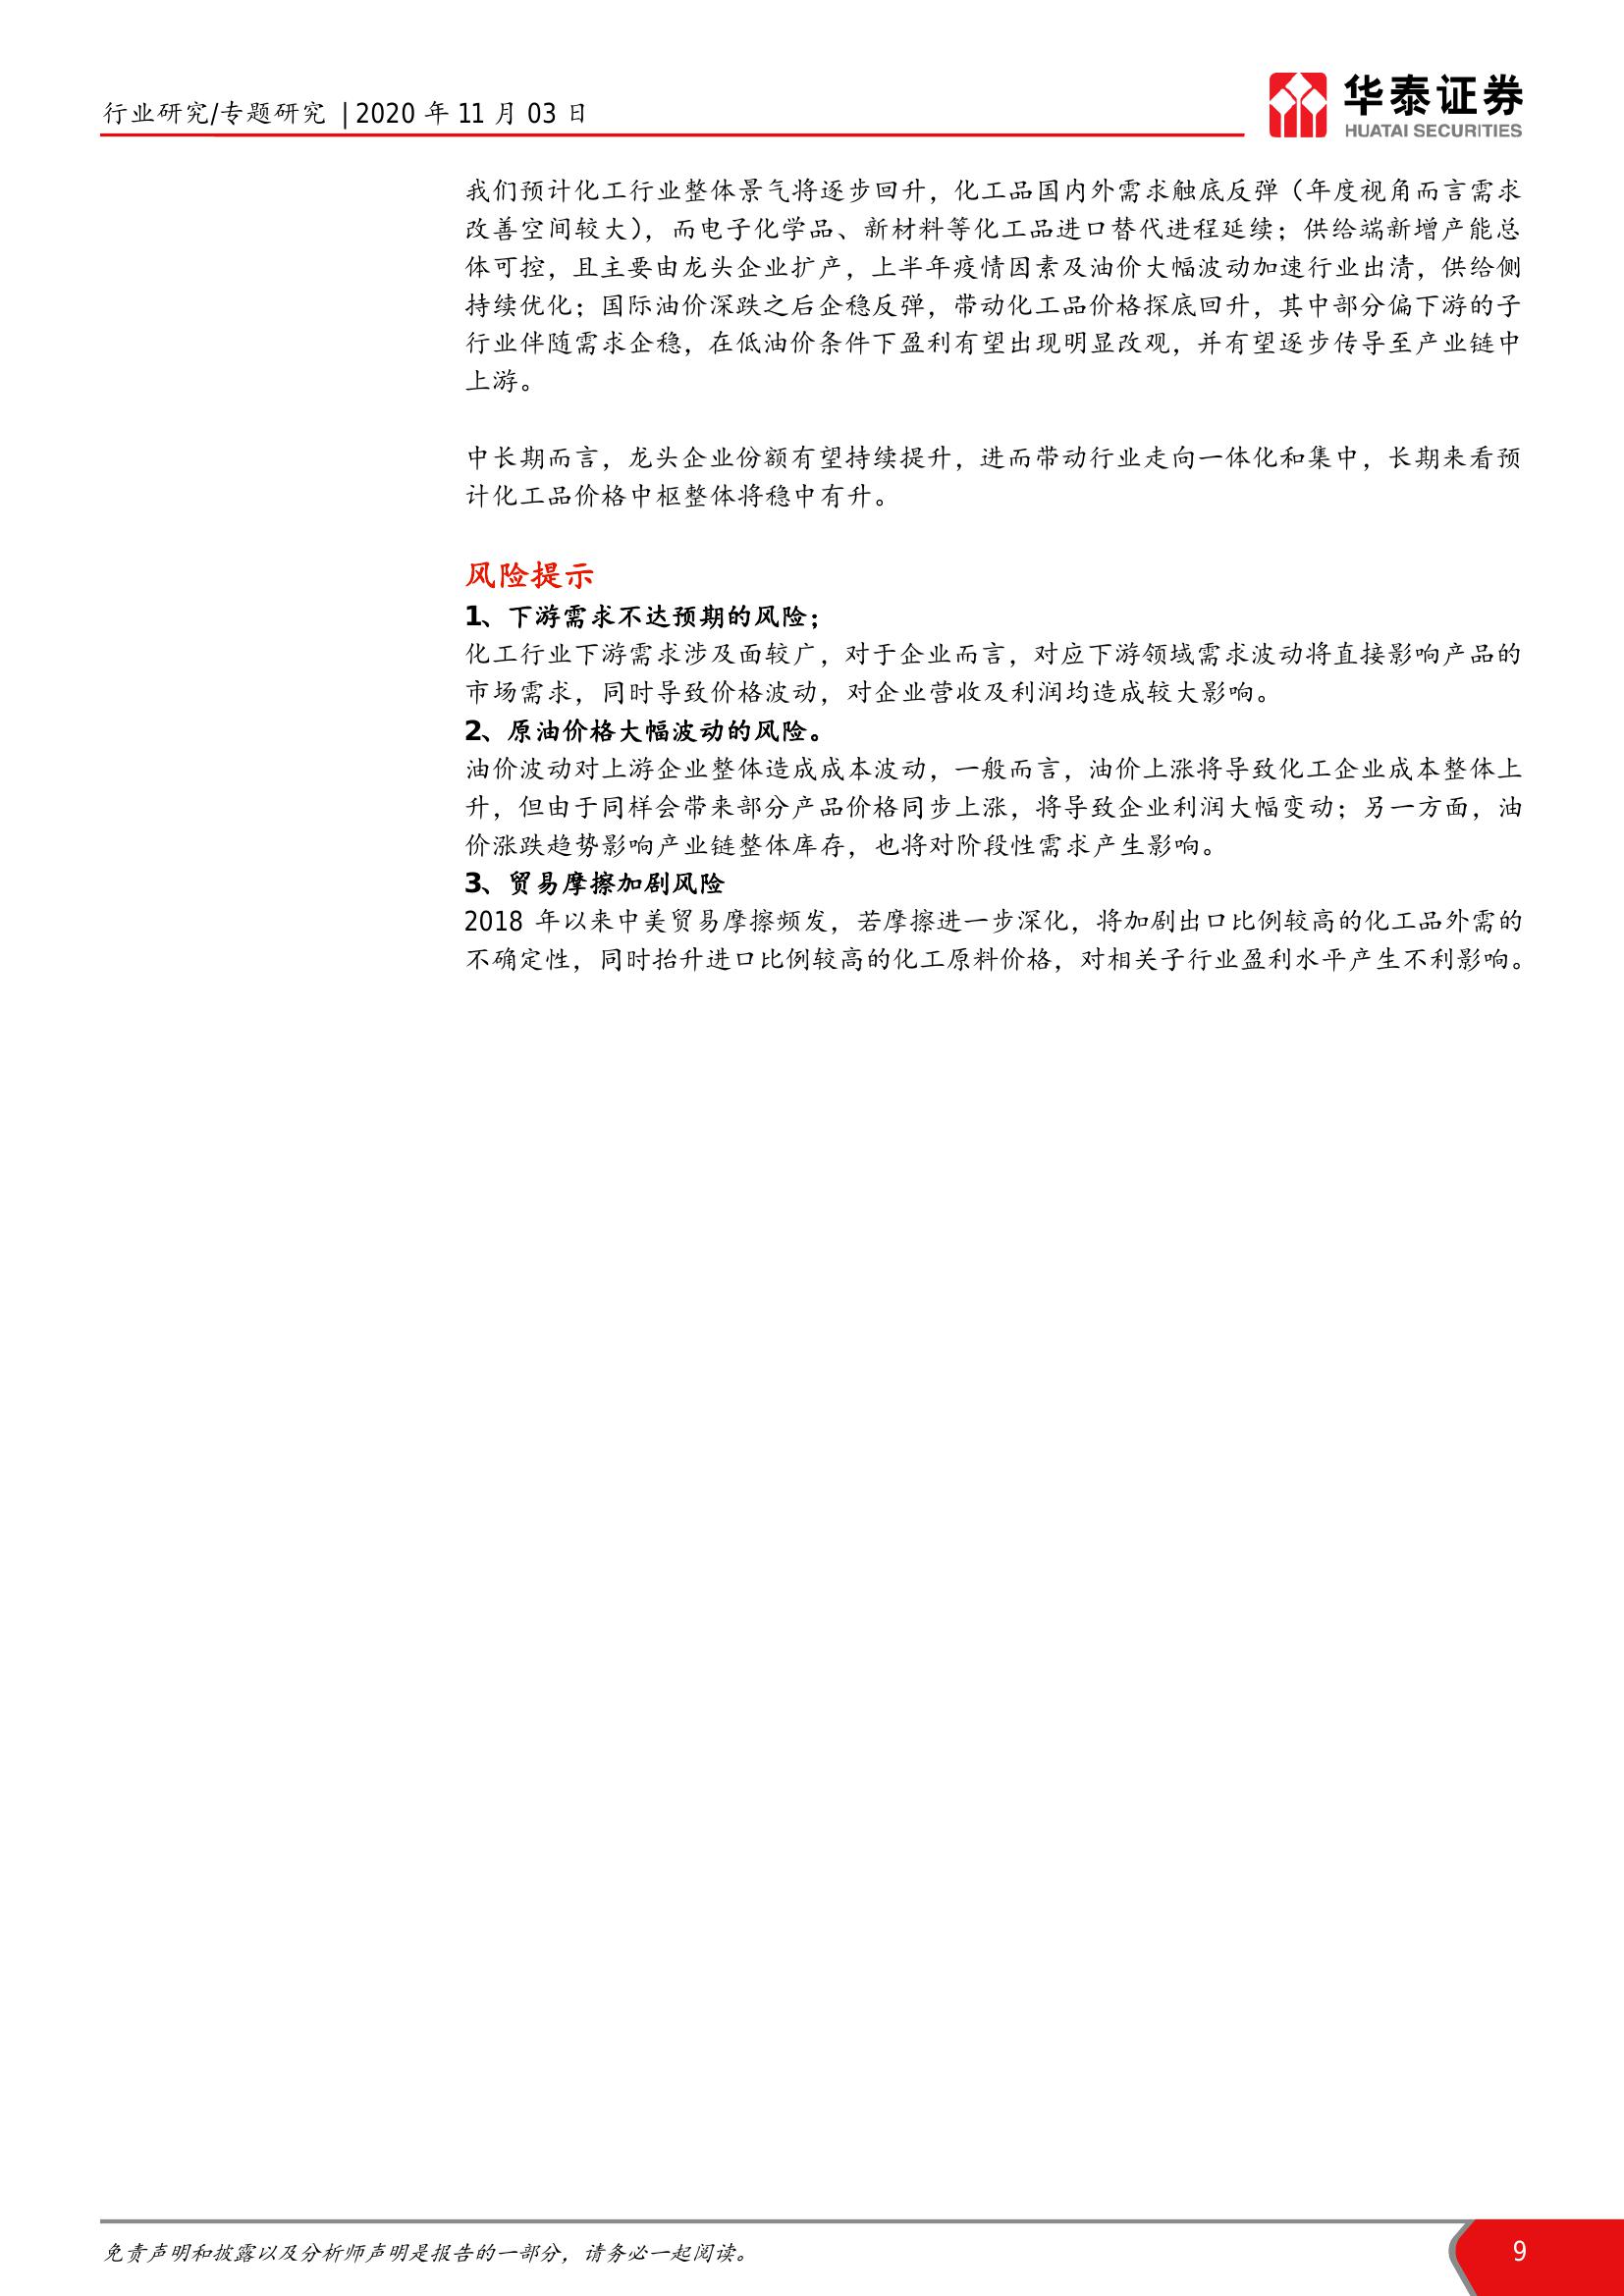 行业研究/专题研究 | 2020 年 11 月 03 日
华泰证券
HUATAI SECURITIES
我们预计化工行业整体景气将逐步回升，化工品国内外需求触底反弹（年度视角而言需求
改善空间较大），而电子化学品、新材料等化工品进口替代进程延续；供给端新增产能总
体可控，且主要由龙头企业扩产，上半年疫情因素及油价大幅波动加速行业出清，供给侧
持续优化；国际油价深跌之后企稳反弹，带动化工品价格探底回升，其中部分偏下游的子
行业伴随需求企稳，在低油价条件下盈利有望出现明显改观，并有望逐步传导至产业链中
上游。
中长期而言，龙头企业份额有望持续提升，进而带动行业走向一体化和集中，长期来看预
计化工品价格中枢整体将稳中有升。
风险提示
1、下游需求不达预期的风险；
化工行业下游需求涉及面较广，对于企业而言，对应下游领域需求波动将直接影响产品的
市场需求，同时导致价格波动，对企业营收及利润均造成较大影响。
2、原油价格大幅波动的风险。
油价波动对上游企业整体造成成本波动，一般而言，油价上涨将导致化工企业成本整体上
升，但由于同样会带来部分产品价格同步上涨，将导致企业利润大幅变动；另一方面，油
价涨跌趋势影响产业链整体库存，也将对阶段性需求产生影响。
3、贸易摩擦加剧风险
2018 年以来中美贸易摩擦频发，若摩擦进一步深化，将加剧出口比例较高的化工品外需的
不确定性，同时抬升进口比例较高的化工原料价格，对相关子行业盈利水平产生不利影响。
免责声明和披露以及分析师声明是报告的一部分，请务必一起阅读。
9